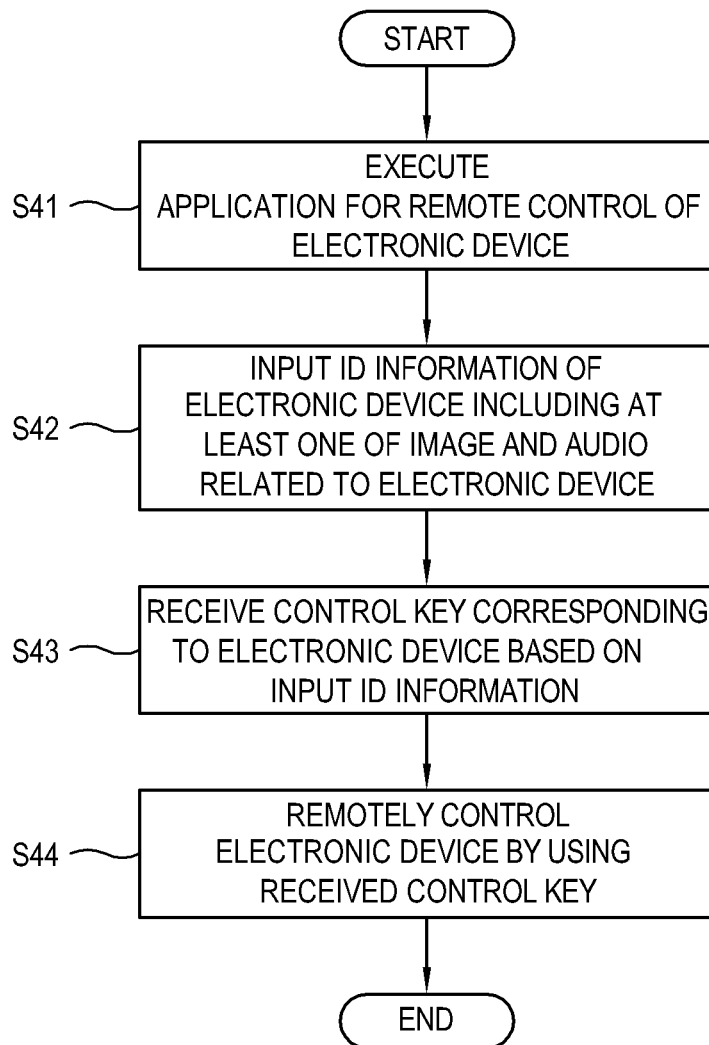 START
S41
EXECUTE
APPLICATION FOR REMOTE CONTROL OF
ELECTRONIC DEVICE
S42
INPUT ID INFORMATION OF
ELECTRONIC DEVICE INCLUDING AT
LEAST ONE OF IMAGE AND AUDIO
RELATED TO ELECTRONIC DEVICE
S43
RECEIVE CONTROL KEY CORRESPONDING
TO ELECTRONIC DEVICE BASED ON
INPUT ID INFORMATION
S44
REMOTELY CONTROL
ELECTRONIC DEVICE BY USING
RECEIVED CONTROL KEY
END